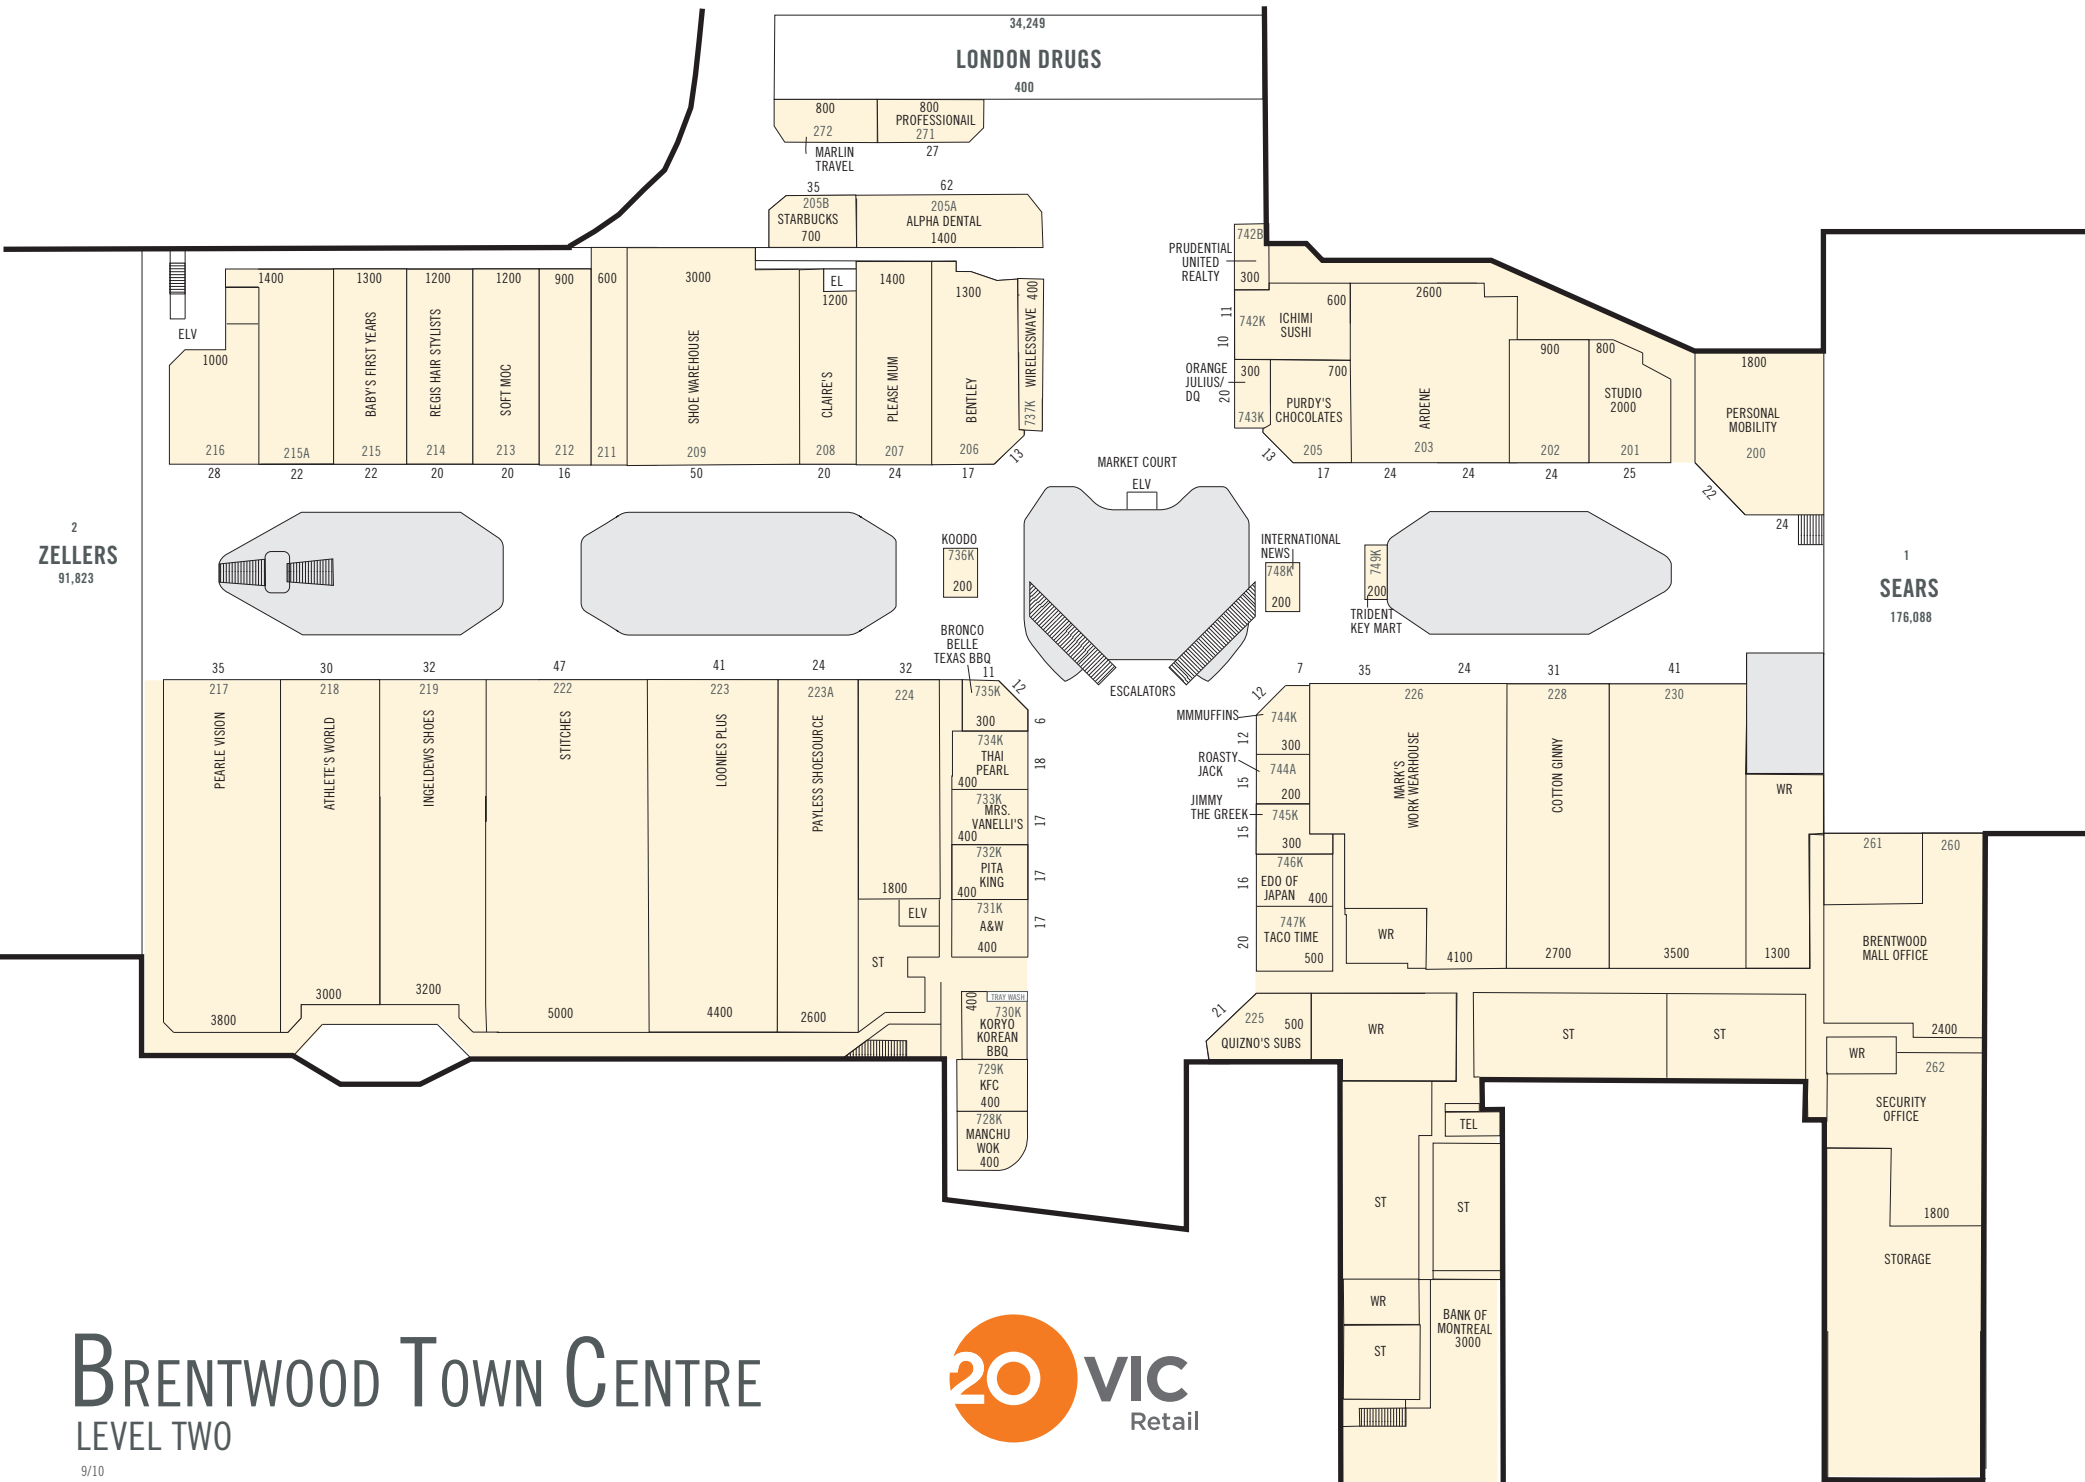 34,249
LONDON DRUGS
400
800
272
MARLIN
TRAVEL
800
PROFESSIONAIL
271
27
35
205B
STARBUCKS
700
62
205A
ALPHA DENTAL
1400
ELV
1000
216
28
1400
215A
22
1300
BABY'S FIRST YEARS
215
22
1200
REGIS HAIR STYLISTS
214
20
1200
SOFT MOC
213
20
900
212
16
600
211
3000
SHOE WAREHOUSE
209
50
EL
1200
CLAIRE'S
208
20
1400
PLEASE MUM
207
24
1300
BENTLEY
206
17
13
400
WIRELESSWAVE
737K
742B
PRUDENTIAL
UNITED
REALTY
300
11
10
742K
600
ICHIMI
SUSHI
ORANGE
JULIUS/
DQ
20
300
743K
700
PURDY'S
CHOCOLATES
205
13
17
2600
ARDENE
203
24
24
900
202
24
800
STUDIO
2000
201
25
1800
PERSONAL
MOBILITY
200
22
24
2
ZELLERS
91,823
MARKET COURT
ELV
KOODO
736K
200
INTERNATIONAL
NEWS
748K
200
749K
200
TRIDENT
KEY MART
ESCALATORS
1
SEARS
176,088
35
217
PEARLE VISION
3800
30
218
ATHLETE'S WORLD
3000
32
219
INGELDEWS SHOES
3200
47
222
STITCHES
5000
41
223
LOONIES PLUS
4400
24
223A
PAYLESS SHOESOURCE
2600
32
224
1800
ELV
ST
BRONCO
BELLE
TEXAS BBQ
11
12
735K
300
6
734K
THAI
PEARL
400
18
733K
MRS.
VANELLI'S
400
17
732K
PITA
KING
400
17
731K
A&W
400
17
400
TRAY WASH
730K
KORYO
KOREAN
BBQ
729K
KFC
400
728K
MANCHU
WOK
400
7
12
MMMUFFINS
744K
12
300
ROASTY
JACK
744A
15
200
JIMMY
THE GREEK
745K
15
300
746K
EDO OF
JAPAN
400
16
747K
TACO TIME
500
20
21
225
500
QUIZNO'S SUBS
35
24
226
MARK'S
WORK WEARHOUSE
4100
WR
31
228
COTTON GINNY
2700
41
230
3500
WR
1300
261
260
BRENTWOOD
MALL OFFICE
2400
WR
ST
ST
WR
262
SECURITY
OFFICE
1800
STORAGE
TEL
ST
ST
WR
ST
BANK OF
MONTREAL
3000
BRENTWOOD TOWN CENTRE
LEVEL TWO
9/10
20 VIC
Retail